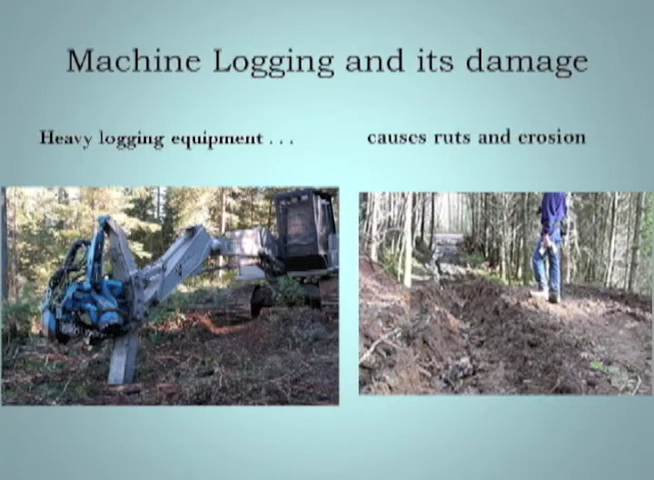 Machine Logging and its damage
Heavy logging equipment . . .
causes ruts and erosion